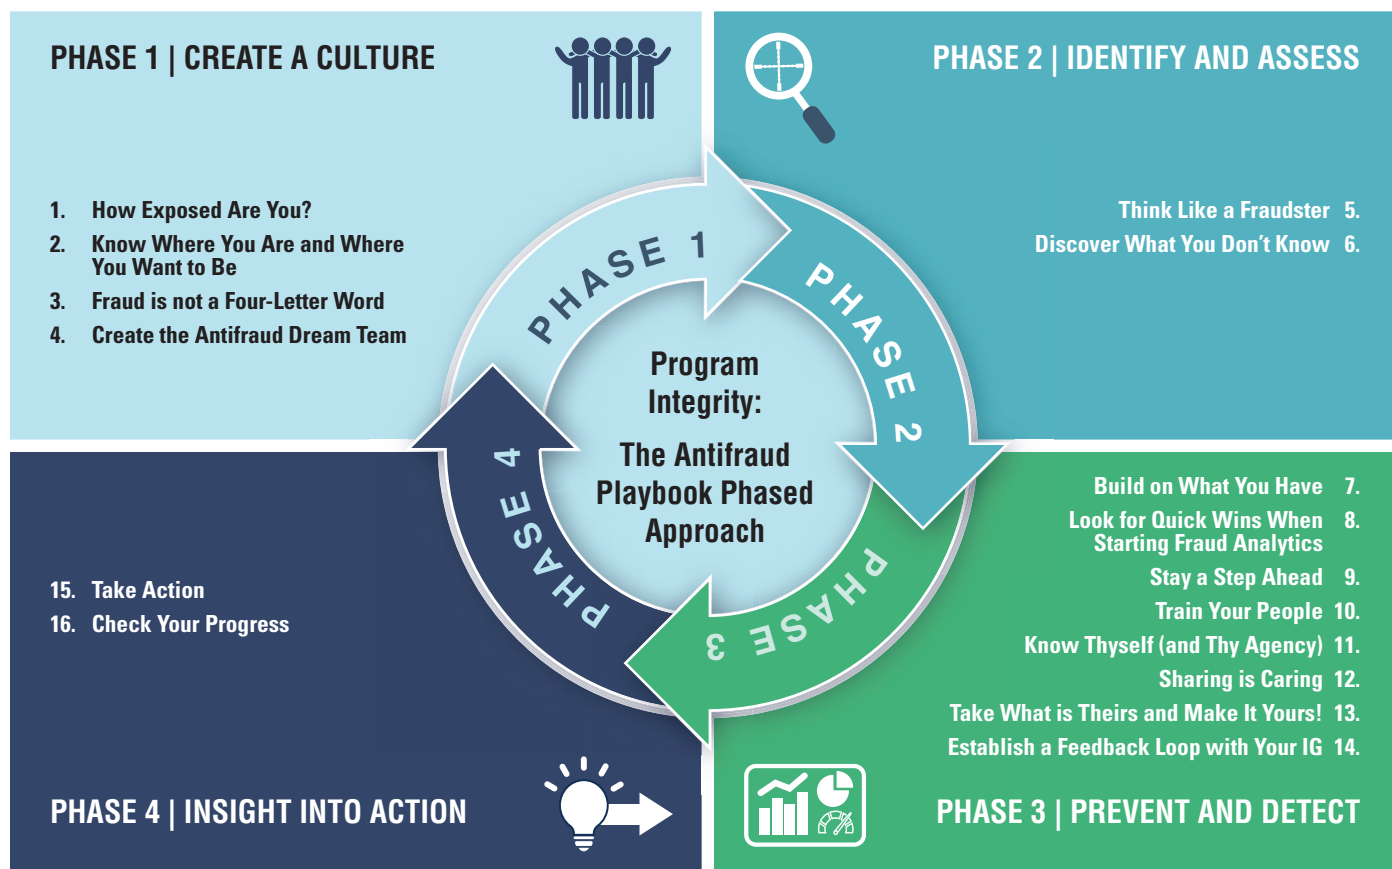 PHASE 1 | CREATE A CULTURE
1. How Exposed Are You?
2. Know Where You Are and Where
You Want to Be
3. Fraud is not a Four-Letter Word
4. Create the Antifraud Dream Team
PHASE 2 | IDENTIFY AND ASSESS
Think Like a Fraudster 5.
Discover What You Don’t Know 6.
PHASE 1
PHASE 2
PHASE 3
PHASE 4
Program
Integrity:
The Antifraud
Playbook Phased
Approach
Build on What You Have 7.
Look for Quick Wins When 8.
Starting Fraud Analytics
Stay a Step Ahead 9.
Train Your People 10.
Know Thyself (and Thy Agency) 11.
Sharing is Caring 12.
Take What is Theirs and Make It Yours! 13.
Establish a Feedback Loop with Your IG 14.
PHASE 3 | PREVENT AND DETECT
15. Take Action
16. Check Your Progress
PHASE 4 | INSIGHT INTO ACTION